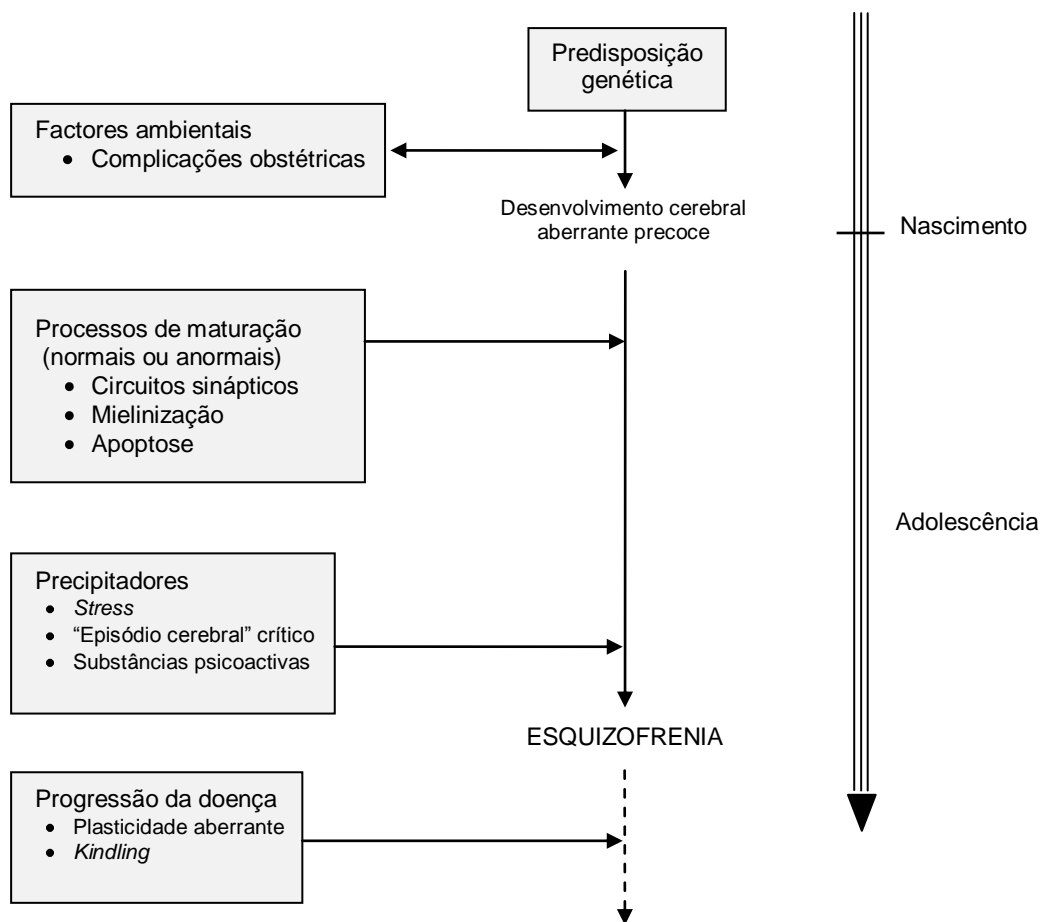 Predisposição
genética
Factores ambientais
• Complicações obstétricas
Desenvolvimento cerebral
aberrante precoce
Nascimento
Processos de maturação
(normais ou anormais)
• Circuitos sinápticos
• Mielinização
• Apoptose
Adolescência
Precipitadores
• Stress
• “Episódio cerebral” crítico
• Substâncias psicoactivas
ESQUIZOFRENIA
Progressão da doença
• Plasticidade aberrante
• Kindling